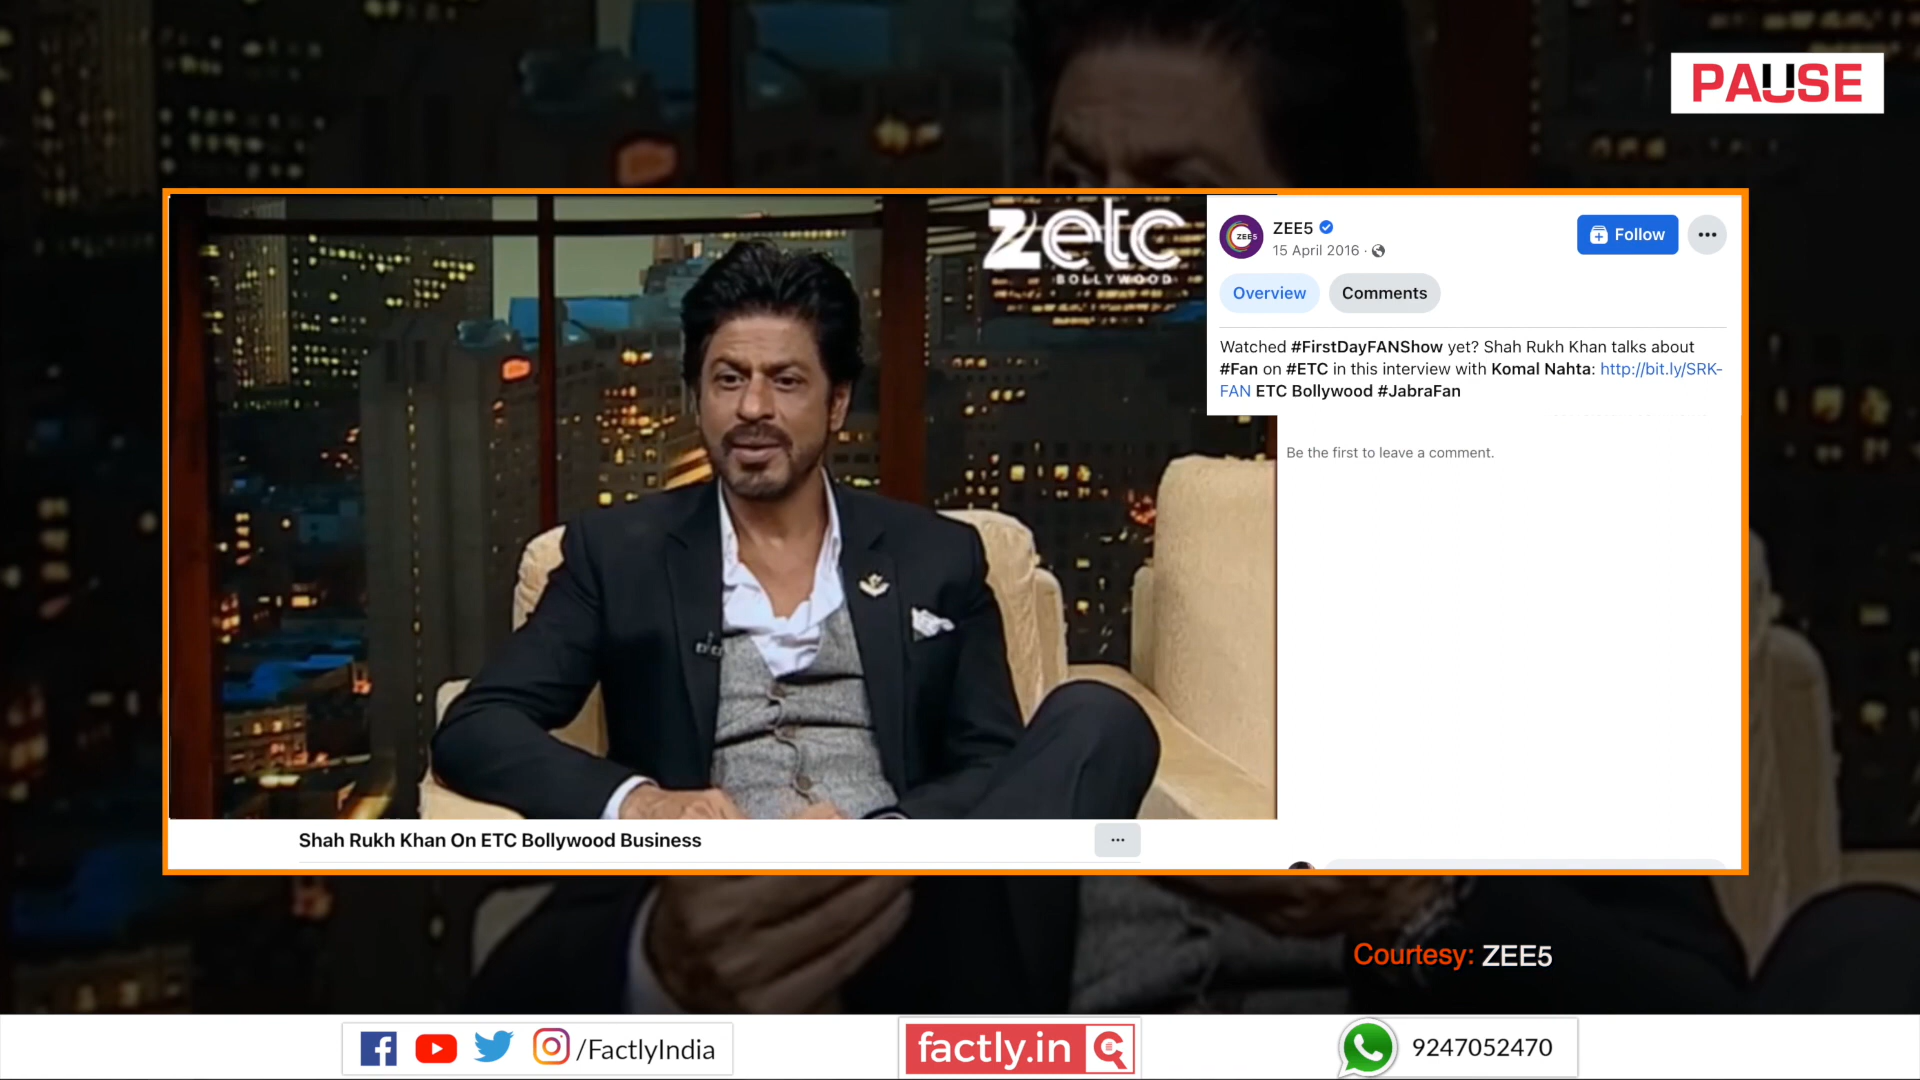 PAUSE
zetc
BOLLYWOOD
ZEE5
ZEE5
15 April 2016 ·
Follow
Overview
Comments
Watched #FirstDayFANShow yet? Shah Rukh Khan talks about
#Fan on #ETC in this interview with Komal Nahta: http://bit.ly/SRK-
FAN ETC Bollywood #JabraFan
Be the first to leave a comment.
Shah Rukh Khan On ETC Bollywood Business
Courtesy: ZEE5
/FactlyIndia
factly.in
9247052470